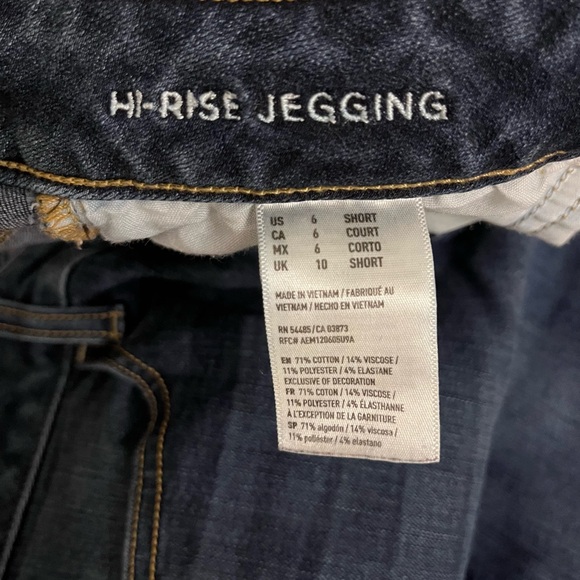 HI-RISE JEGGING
US 6 SHORT
CA 6 COURT
MX 6 CORTO
UK 10 SHORT
MADE IN VIETNAM / FABRIQUÉ AU
VIETNAM / HECHO EN VIETNAM
RN 54485/CA 03873
RFC# AEM120605U9A
EN 71% COTTON / 14% VISCOSE /
11% POLYESTER / 4% ELASTANE
EXCLUSIVE OF DECORATION
FR 71% COTON / 14% VISCOSE /
11% POLYESTER / 4% ÉLASTHANNE
À L'EXCEPTION DE LA GARNITURE
SP 71% algodón / 14% viscosa /
11% poliéster / 4% elastano